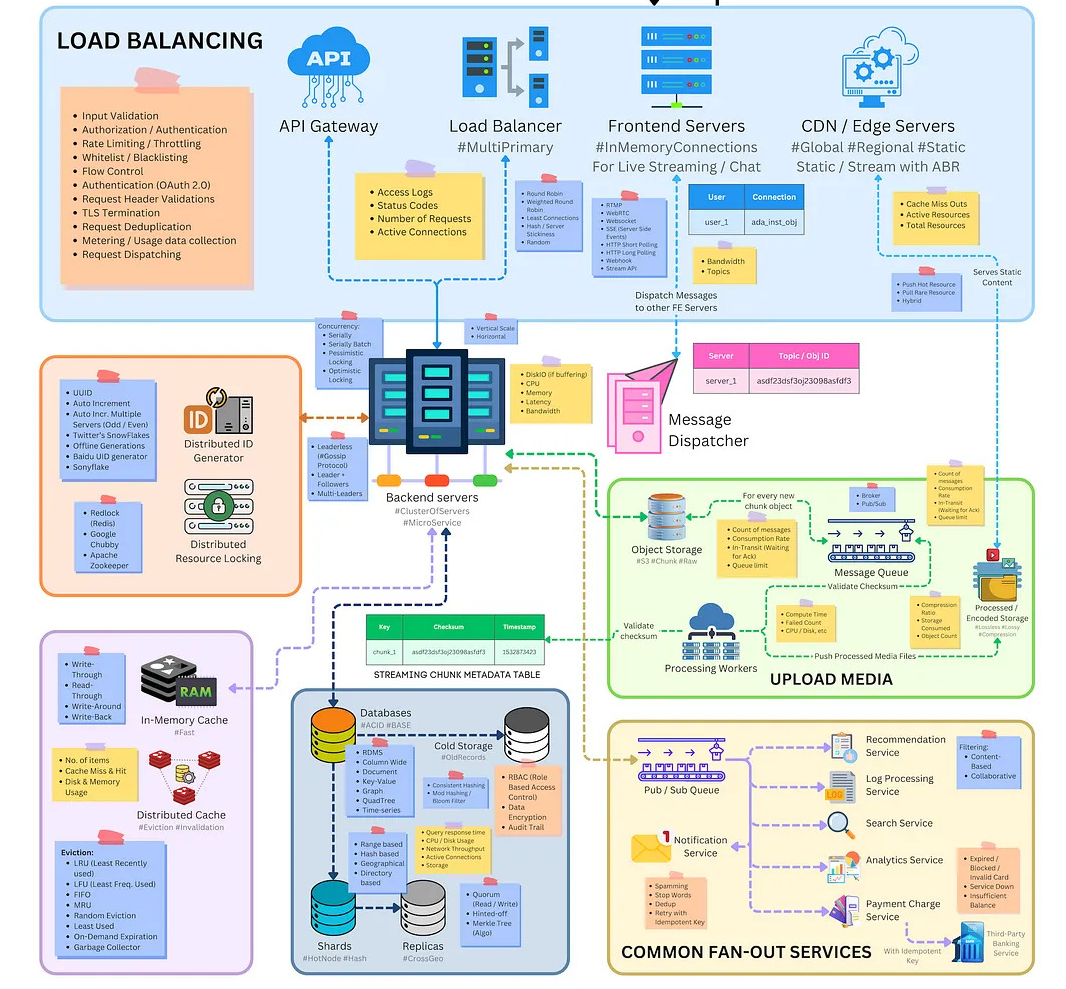 LOAD BALANCING
API
API Gateway
Load Balancer
#MultiPrimary
Frontend Servers
#InMemoryConnections
For Live Streaming / Chat
CDN / Edge Servers
#Global #Regional #Static
Static / Stream with ABR
Input Validation
Authorization / Authentication
Rate Limiting / Throttling
Whitelist / Blacklisting
Flow Control
Authentication (OAuth 2.0)
Request Header Validations
TLS Termination
Request Deduplication
Metering / Usage data collection
Request Dispatching
Access Logs
Status Codes
Number of Requests
Active Connections
Round Robin
Weighted Round
Robin
Least Connections
Hash / Server
Stickiness
Random
RTMP
WebRTC
Websocket
SSE (Server Side
Events)
HTTP Short Polling
HTTP Long Polling
Webhook
Stream API
User Connection
user_1 ada_inst_obj
Bandwidth
Topics
Cache Miss Outs
Active Resources
Total Resources
Push Hot Resource
Pull Rare Resource
Hybrid
Serves Static
Content
Dispatch Messages
to other FE Servers
Concurrency:
Serially
Serially Batch
Pessimistic
Locking
Optimistic
Locking
Vertical Scale
Horizontal
DiskIO (if buffering)
CPU
Memory
Latency
Bandwidth
Leaderless
(#Gossip
Protocol)
Leader +
Followers
Multi-Leaders
Backend servers
#ClusterOfServers
#MicroService
Server Topic / Obj ID
server_1 asdf23dsf3oj23098asfdf3
Message
Dispatcher
UUID
Auto Increment
Auto Incr. Multiple
Servers (Odd / Even)
Twitter's SnowFlakes
Offline Generations
Baidu UID generator
Sonyflake
ID
Distributed ID
Generator
Redlock
(Redis)
Google
Chubby
Apache
Zookeeper
Distributed
Resource Locking
Object Storage
#S3 #Chunk #Raw
For every new
chunk object
Count of messages
Consumption Rate
In-Transit (Waiting
for Ack)
Queue limit
Broker
Pub/Sub
Count of
messages
Consumption
Rate
In-Transit
(Waiting for Ack)
Queue limit
Message Queue
Validate Checksum
Compute Time
Failed Count
CPU / Disk, etc
Compression
Ratio
Storage
Consumed
Object Count
Processed /
Encoded Storage
#Lossless #Lossy
#Compression
Validate
checksum
Processing Workers
Push Processed Media Files
UPLOAD MEDIA
Key Checksum Timestamp
chunk_1 asdf23dsf3oj23098asfdf3 1532873423
STREAMING CHUNK METADATA TABLE
Write-
Through
Read-
Through
Write-Around
Write-Back
RAM
In-Memory Cache
#Fast
No. of items
Cache Miss & Hit
Disk & Memory
Usage
Distributed Cache
#Eviction #Invalidation
Eviction:
LRU (Least Recently
used)
LFU (Least Freq. Used)
FIFO
MRU
Random Eviction
Least Used
On-Demand Expiration
Garbage Collector
Databases
#ACID #BASE
Cold Storage
#OldRecords
RDMS
Column Wide
Document
Key-Value
Graph
QuadTree
Time-series
Consistent Hashing
Mod Hashing /
Bloom Filter
RBAC (Role
Based Access
Control)
Data
Encryption
Audit Trail
Range based
Hash based
Geographical
Directory
based
Query response time
CPU / Disk Usage
Network Throughput
Active Connections
Storage
Quorum
(Read / Write)
Hinted-off
Merkle Tree
(Algo)
Shards
#HotNode #Hash
Replicas
#CrossGeo
Pub / Sub Queue
Recommendation
Service
Filtering:
Content-
Based
Collaborative
LOG
Log Processing
Service
Search Service
1
Notification
Service
Analytics Service
Spamming
Stop Words
Dedup
Retry with
Idempotent Key
Expired /
Blocked /
Invalid Card
Service Down
Insufficient
Balance
Payment Charge
Service
With Idempotent
Key
Third-Party
Banking
Service
COMMON FAN-OUT SERVICES